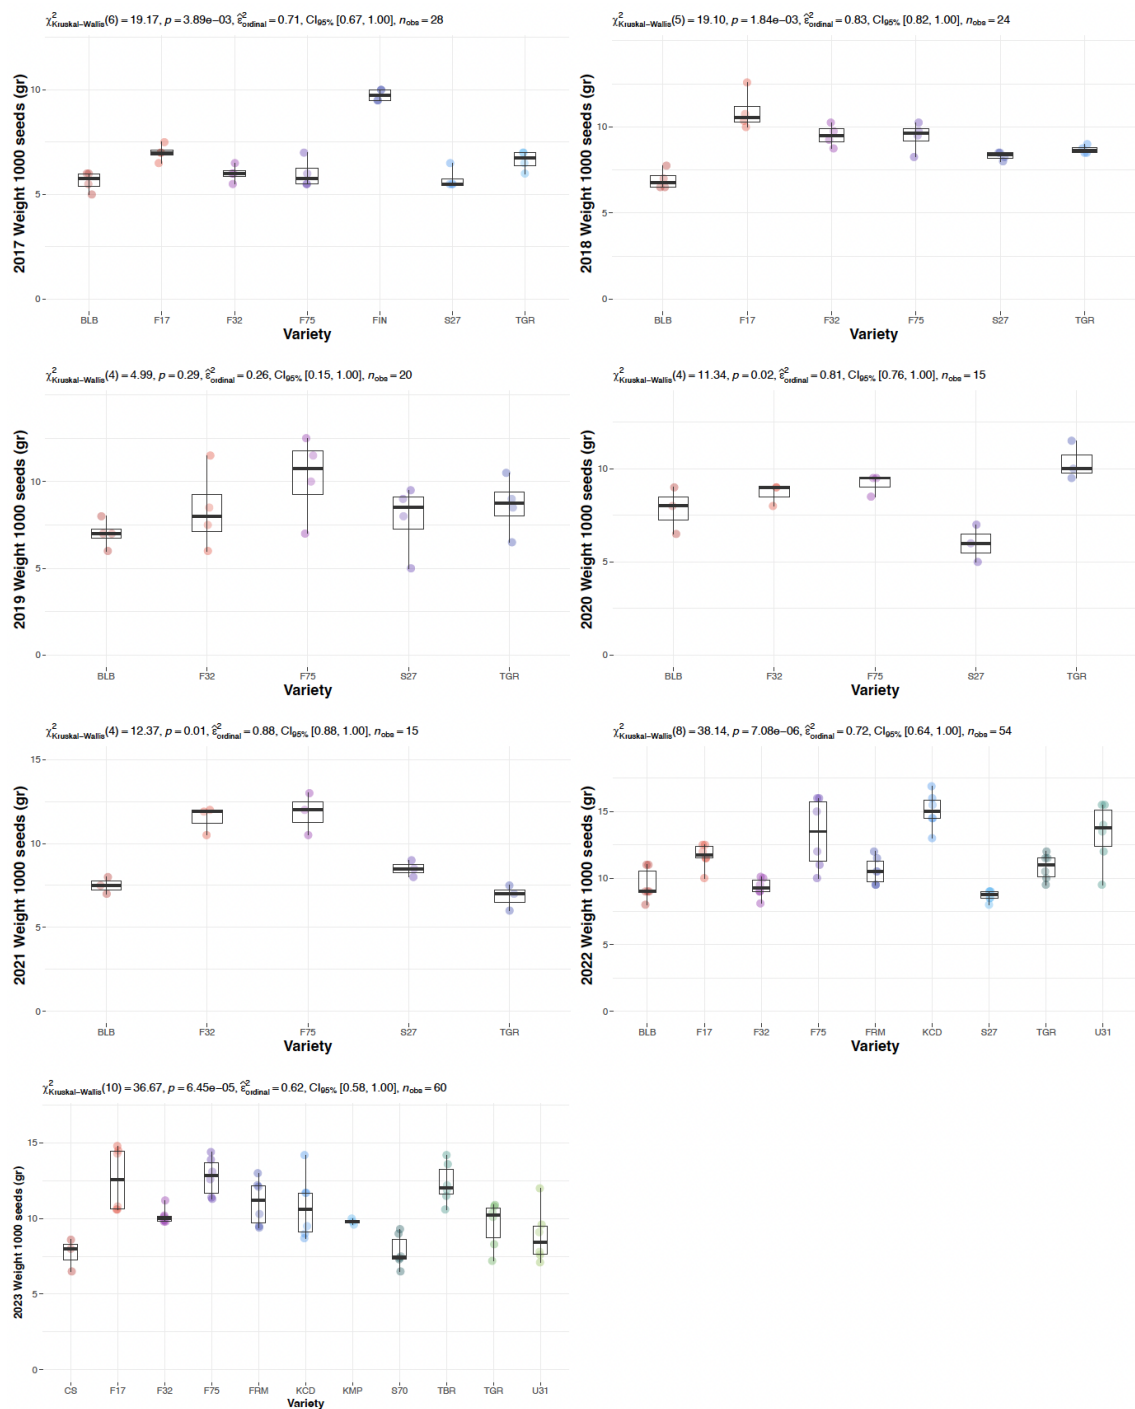 χ²Kruskal−Wallis(6) = 19.17, p = 3.89e−03, ε̂²ordinal = 0.71, CI95% [0.67, 1.00], nobs = 28
2017 Weight 1000 seeds (gr)
10
5
0
BLB F17 F32 F75 FIN S27 TGR
Variety
χ²Kruskal−Wallis(5) = 19.10, p = 1.84e−03, ε̂²ordinal = 0.83, CI95% [0.82, 1.00], nobs = 24
2018 Weight 1000 seeds (gr)
10
5
0
BLB F17 F32 F75 S27 TGR
Variety
χ²Kruskal−Wallis(4) = 4.99, p = 0.29, ε̂²ordinal = 0.26, CI95% [0.15, 1.00], nobs = 20
2019 Weight 1000 seeds (gr)
10
5
0
BLB F32 F75 S27 TGR
Variety
χ²Kruskal−Wallis(4) = 11.34, p = 0.02, ε̂²ordinal = 0.81, CI95% [0.76, 1.00], nobs = 15
2020 Weight 1000 seeds (gr)
10
5
0
BLB F32 F75 S27 TGR
Variety
χ²Kruskal−Wallis(4) = 12.37, p = 0.01, ε̂²ordinal = 0.88, CI95% [0.88, 1.00], nobs = 15
2021 Weight 1000 seeds (gr)
15
10
5
0
BLB F32 F75 S27 TGR
Variety
χ²Kruskal−Wallis(8) = 38.14, p = 7.08e−06, ε̂²ordinal = 0.72, CI95% [0.64, 1.00], nobs = 54
2022 Weight 1000 seeds (gr)
15
10
5
0
BLB F17 F32 F75 FRM KCD S27 TGR U31
Variety
χ²Kruskal−Wallis(10) = 36.67, p = 6.45e−05, ε̂²ordinal = 0.62, CI95% [0.58, 1.00], nobs = 60
2023 Weight 1000 seeds (gr)
15
10
5
0
CS F17 F32 F75 FRM KCD KMP S70 TBR TGR U31
Variety